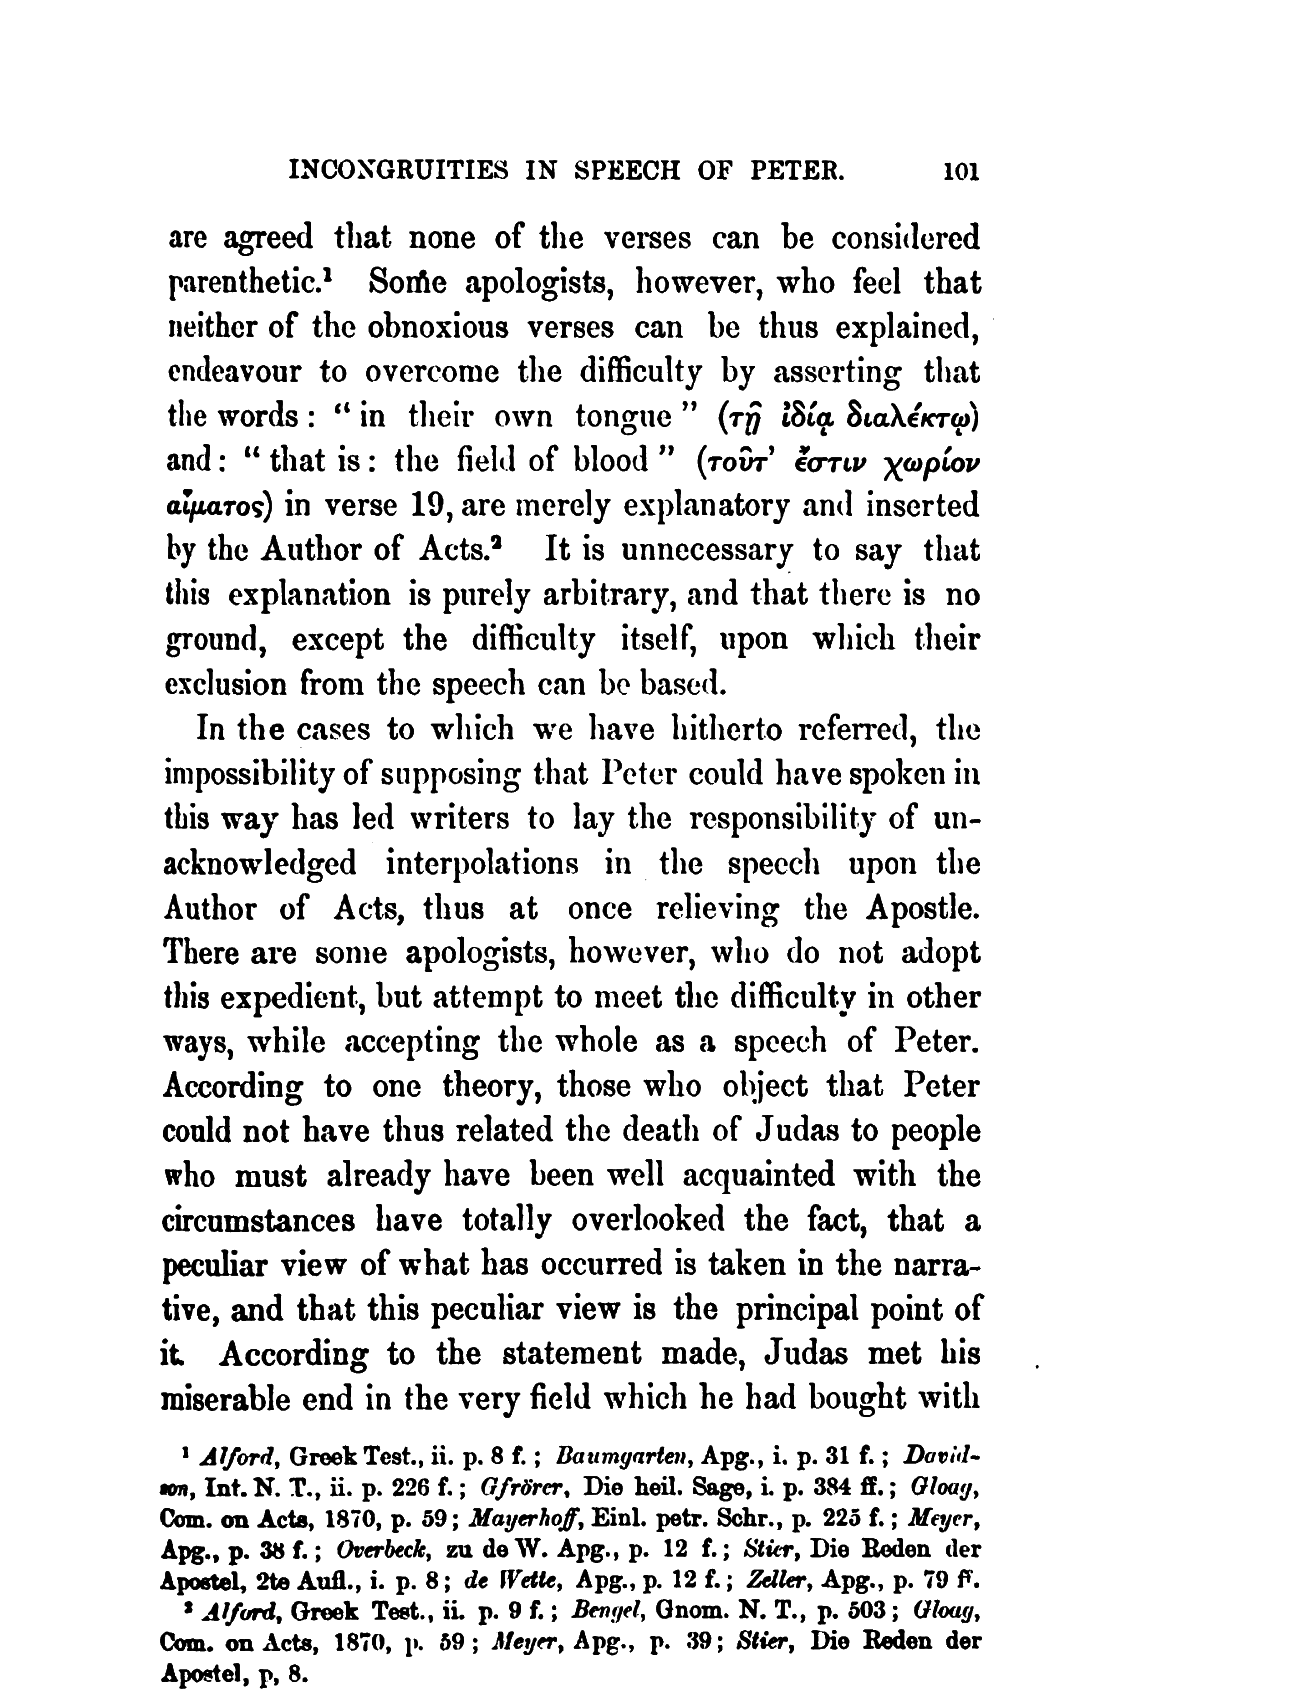 INCONGRUITIES IN SPEECH OF PETER. 101
are agreed that none of the verses can be considered
parenthetic.¹ Some apologists, however, who feel that
neither of the obnoxious verses can be thus explained,
endeavour to overcome the difficulty by asserting that
the words: “in their own tongue” (τῇ ἰδίᾳ διαλέκτῳ)
and: “that is: the field of blood” (τοῦτ’ ἔστιν χωρίον
αἵματος) in verse 19, are merely explanatory and inserted
by the Author of Acts.² It is unnecessary to say that
this explanation is purely arbitrary, and that there is no
ground, except the difficulty itself, upon which their
exclusion from the speech can be based.
In the cases to which we have hitherto referred, the
impossibility of supposing that Peter could have spoken in
this way has led writers to lay the responsibility of un-
acknowledged interpolations in the speech upon the
Author of Acts, thus at once relieving the Apostle.
There are some apologists, however, who do not adopt
this expedient, but attempt to meet the difficulty in other
ways, while accepting the whole as a speech of Peter.
According to one theory, those who object that Peter
could not have thus related the death of Judas to people
who must already have been well acquainted with the
circumstances have totally overlooked the fact, that a
peculiar view of what has occurred is taken in the narra-
tive, and that this peculiar view is the principal point of
it. According to the statement made, Judas met his
miserable end in the very field which he had bought with
¹ Alford, Greek Test., ii. p. 8 f.; Baumgarten, Apg., i. p. 31 f.; David-
son, Int. N. T., ii. p. 226 f.; Gfrörer, Die heil. Sage, i. p. 384 ff.; Gloag,
Com. on Acts, 1870, p. 59; Mayerhoff, Einl. petr. Schr., p. 225 f.; Meyer,
Apg., p. 38 f.; Overbeck, zu de W. Apg., p. 12 f.; Stier, Die Reden der
Apostel, 2te Aufl., i. p. 8; de Wette, Apg., p. 12 f.; Zeller, Apg., p. 79 ff.
² Alford, Greek Test., ii. p. 9 f.; Bengel, Gnom. N. T., p. 503; Gloag,
Com. on Acts, 1870, p. 59; Meyer, Apg., p. 39; Stier, Die Reden der
Apostel, p, 8.